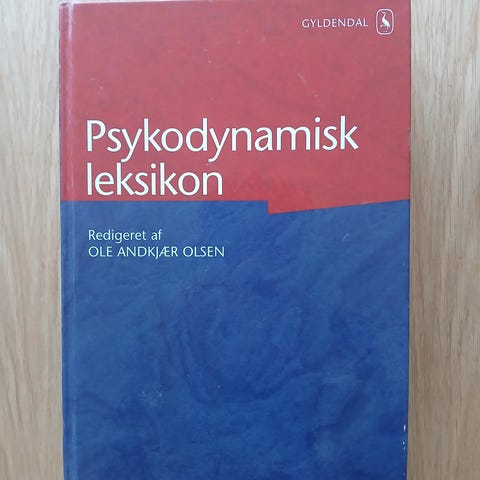 GYLDENDAL
Psykodynamisk
leksikon
Redigeret af
OLE ANDKJÆR OLSEN